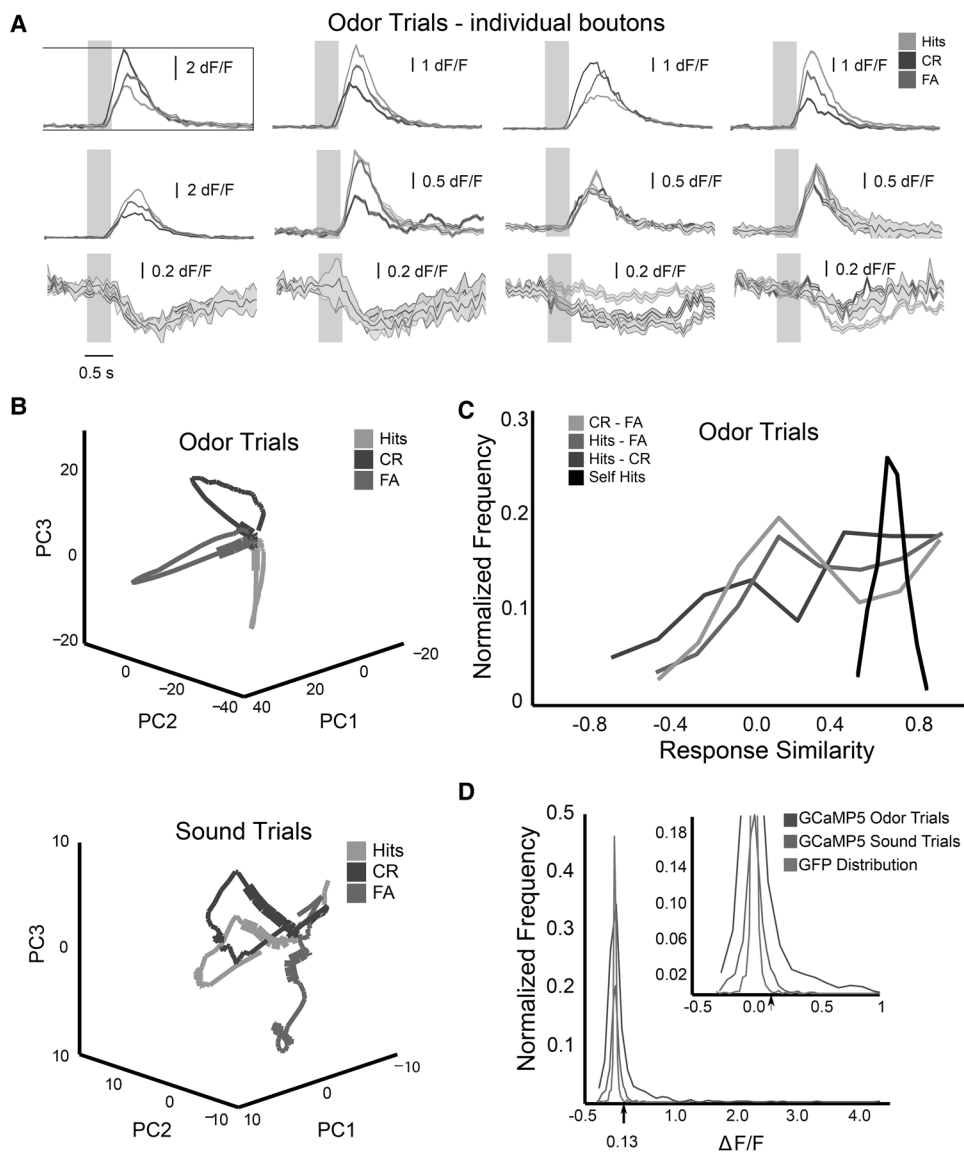 A
Odor Trials - individual boutons
2 dF/F
1 dF/F
1 dF/F
1 dF/F
Hits
CR
FA
2 dF/F
0.5 dF/F
0.5 dF/F
0.5 dF/F
0.2 dF/F
0.2 dF/F
0.2 dF/F
0.2 dF/F
0.5 s
B
Odor Trials
Hits
CR
FA
PC3
20
0
−20
0
−20
−40
PC2
40
20
0
−20
PC1
Sound Trials
Hits
CR
FA
PC3
10
0
10
10
0
−10
PC2
10
0
−10
PC1
C
Odor Trials
CR - FA
Hits - FA
Hits - CR
Self Hits
Normalized Frequency
0.3
0.2
0.1
0
-0.8
-0.4
0.0
0.4
0.8
Response Similarity
D
Normalized Frequency
0.5
0.4
0.3
0.2
0.1
-0.5
1.0
2.0
3.0
4.0
0.13
ΔF/F
0.18
0.14
0.10
0.06
0.02
-0.5
0.0
0.5
1
GCaMP5 Odor Trials
GCaMP5 Sound Trials
GFP Distribution